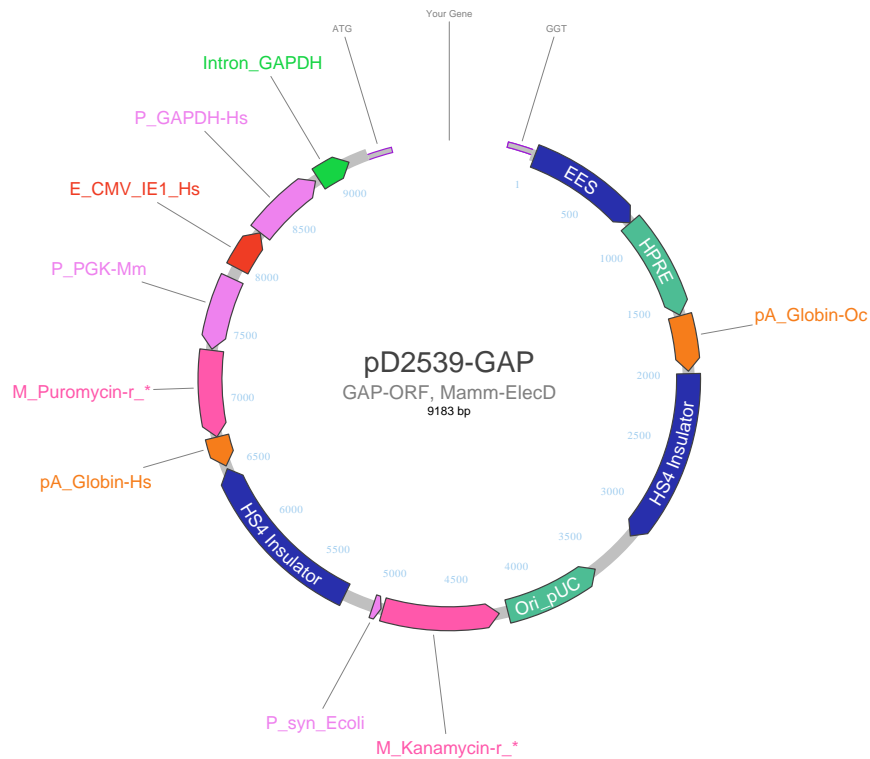 Your Gene
ATG
GGT
Intron_GAPDH
P_GAPDH-Hs
E_CMV_IE1_Hs
P_PGK-Mm
M_Puromycin-r_*
pA_Globin-Hs
HS4 Insulator
P_syn_Ecoli
M_Kanamycin-r_*
Ori_pUC
HS4 Insulator
pA_Globin-Oc
HPRE
EES
1
500
1000
1500
2000
2500
3000
3500
4000
4500
5000
5500
6000
6500
7000
7500
8000
8500
9000
pD2539-GAP
GAP-ORF, Mamm-ElecD
9183 bp